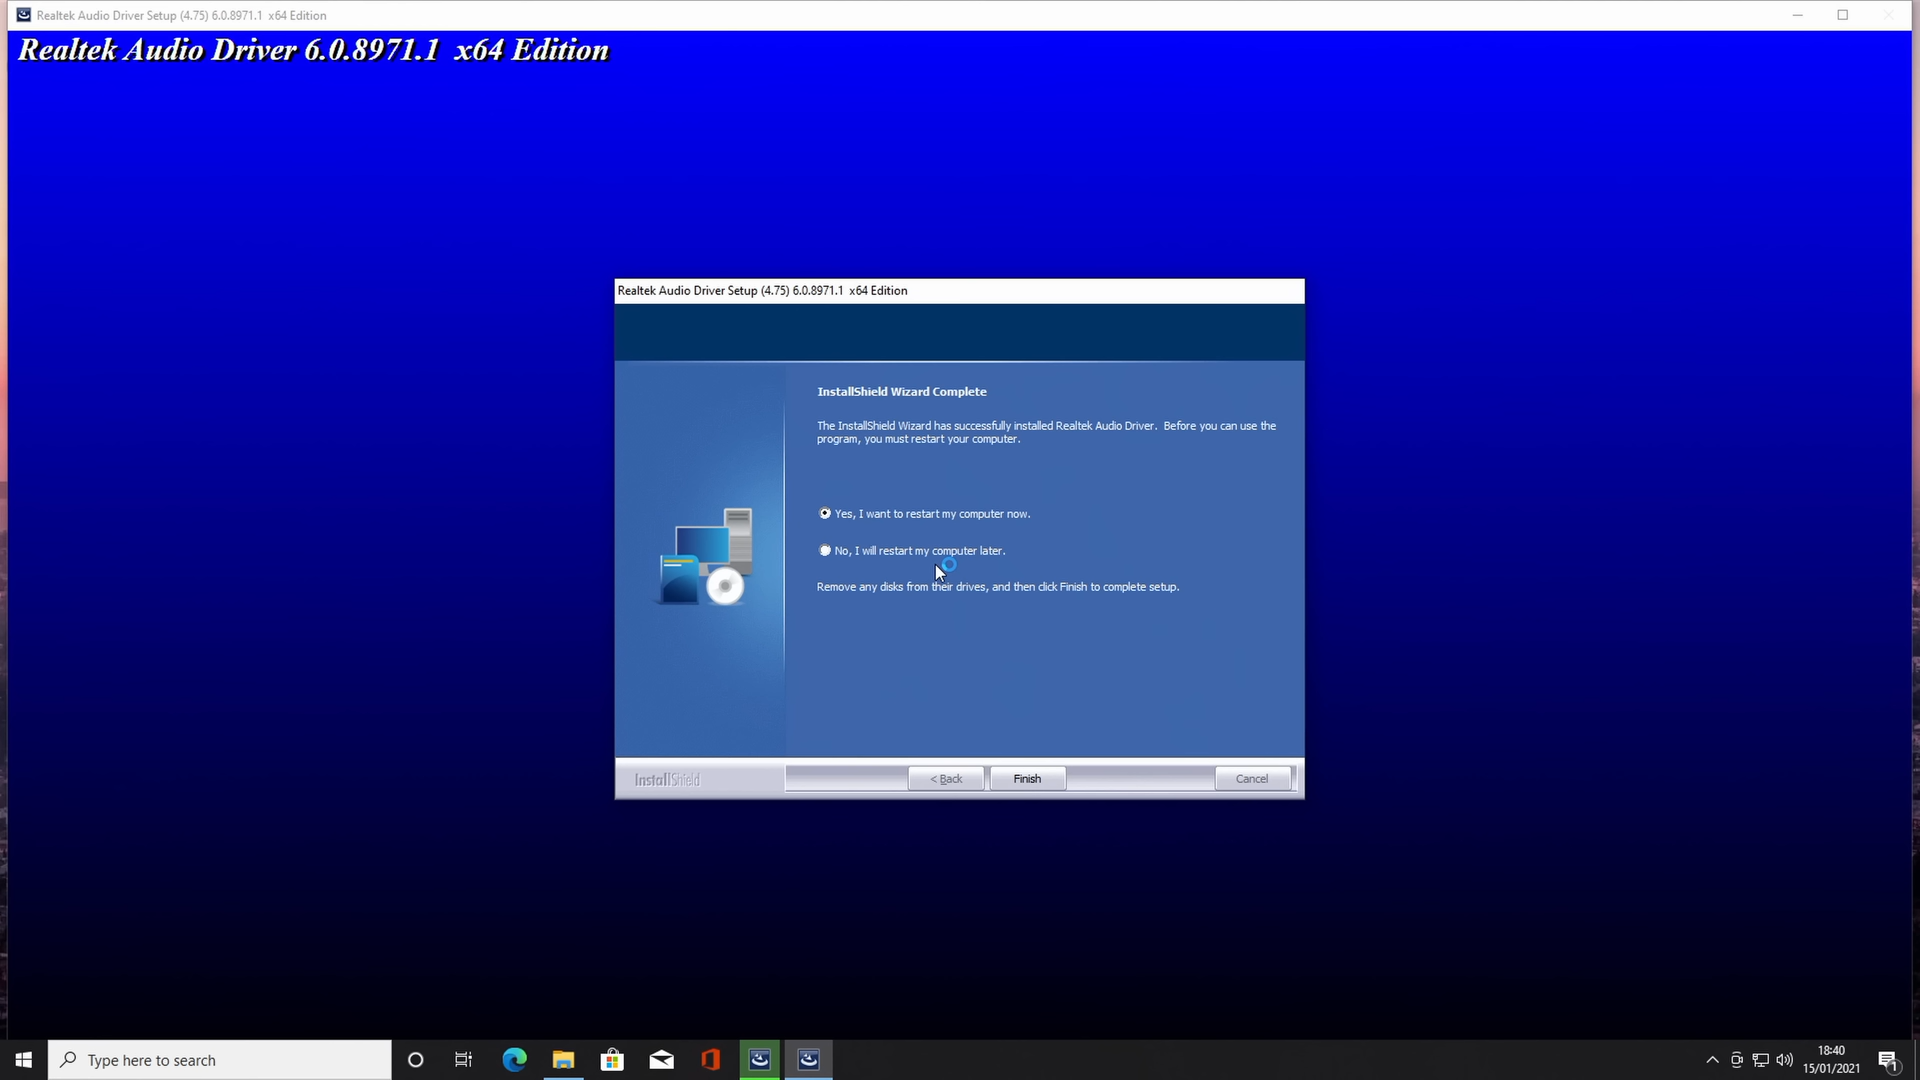 Realtek Audio Driver Setup (4.75) 6.0.8971.1  x64 Edition
Realtek Audio Driver 6.0.8971.1  x64 Edition
Realtek Audio Driver Setup (4.75) 6.0.8971.1  x64 Edition
InstallShield Wizard Complete
The InstallShield Wizard has successfully installed Realtek Audio Driver.  Before you can use the
program, you must restart your computer.
Yes, I want to restart my computer now.
No, I will restart my computer later.
Remove any disks from their drives, and then click Finish to complete setup.
InstallShield
< Back
Finish
Cancel
Type here to search
18:40
15/01/2021
1